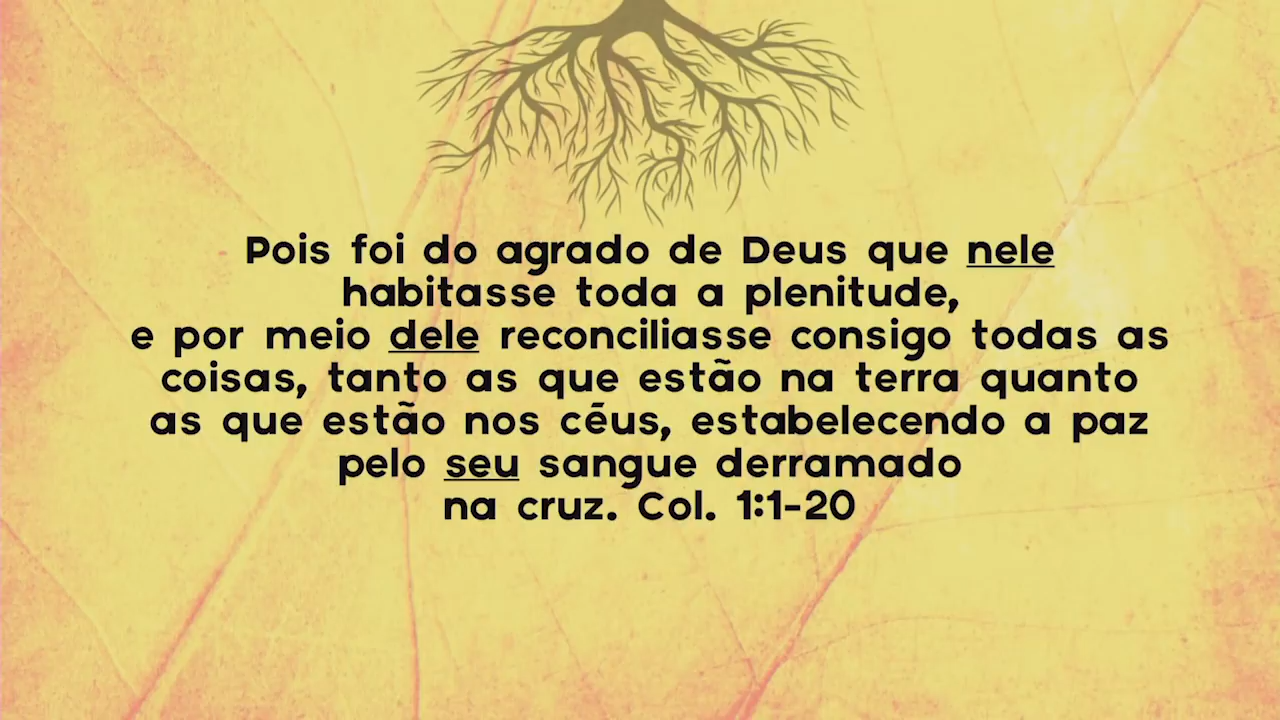 Pois foi do agrado de Deus que nele
habitasse toda a plenitude,
e por meio dele reconciliasse consigo todas as
coisas, tanto as que estão na terra quanto
as que estão nos céus, estabelecendo a paz
pelo seu sangue derramado
na cruz. Col. 1:1-20